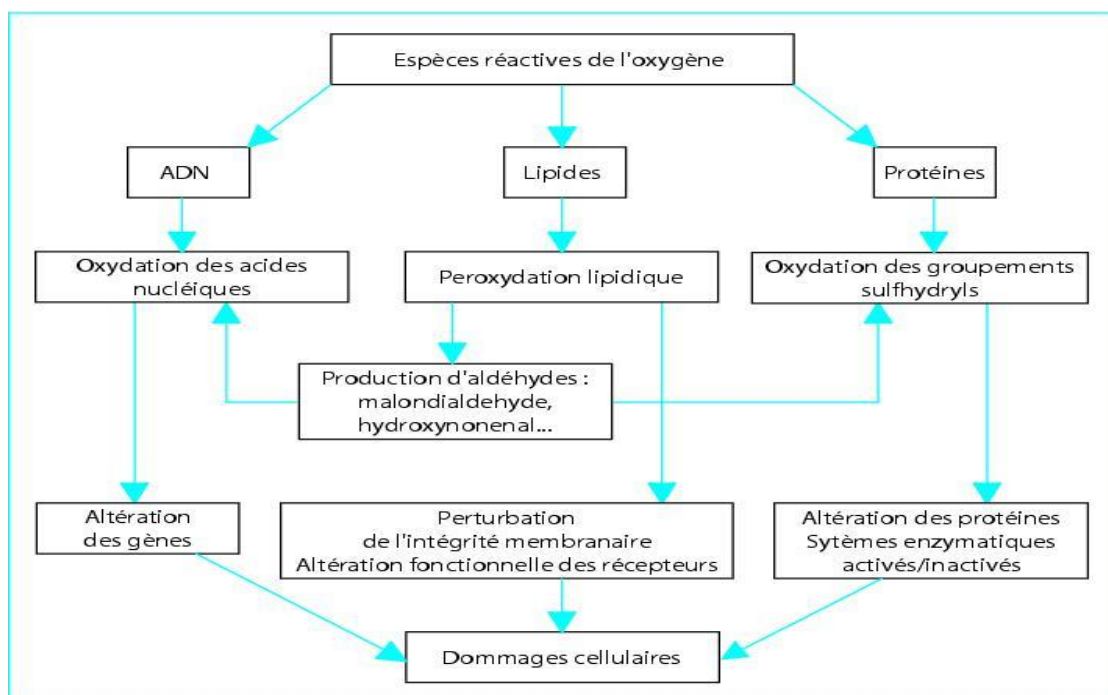 Espèces réactives de l'oxygène
ADN
Lipides
Protéines
Oxydation des acides
nucléiques
Peroxydation lipidique
Oxydation des groupements
sulfhydryls
Production d'aldéhydes :
malondialdehyde,
hydroxynonenal...
Altération
des gènes
Perturbation
de l'intégrité membranaire
Altération fonctionnelle des récepteurs
Altération des protéines
Sytèmes enzymatiques
activés/inactivés
Dommages cellulaires